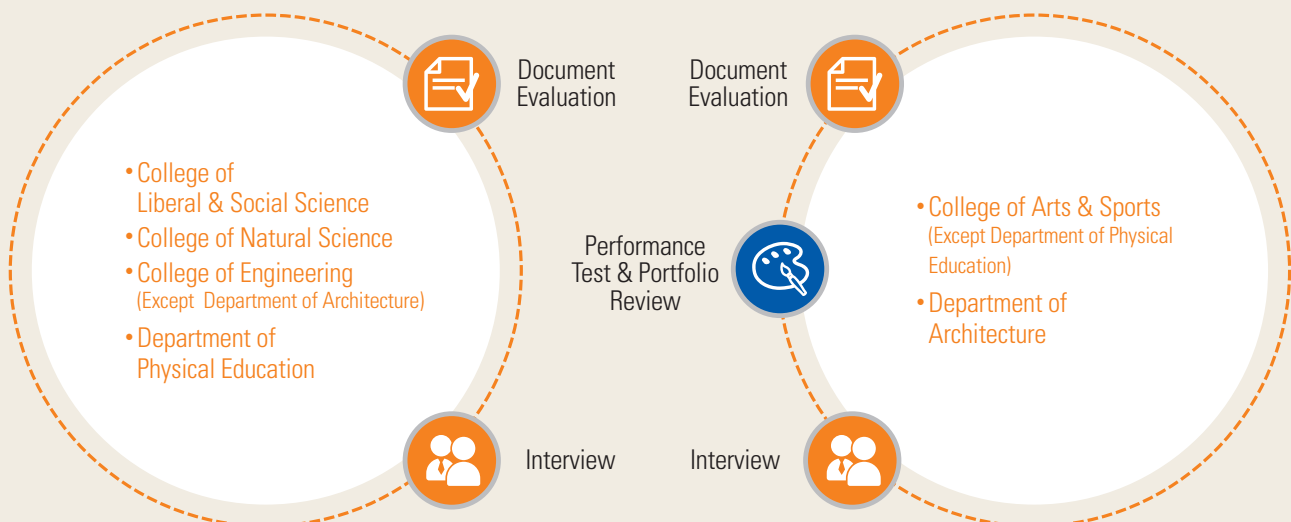 Document
Evaluation
• College of
Liberal & Social Science
• College of Natural Science
• College of Engineering
(Except Department of Architecture)
• Department of
Physical Education
Interview
Document
Evaluation
Performance
Test & Portfolio
Review
• College of Arts & Sports
(Except Department of Physical
Education)
• Department of
Architecture
Interview